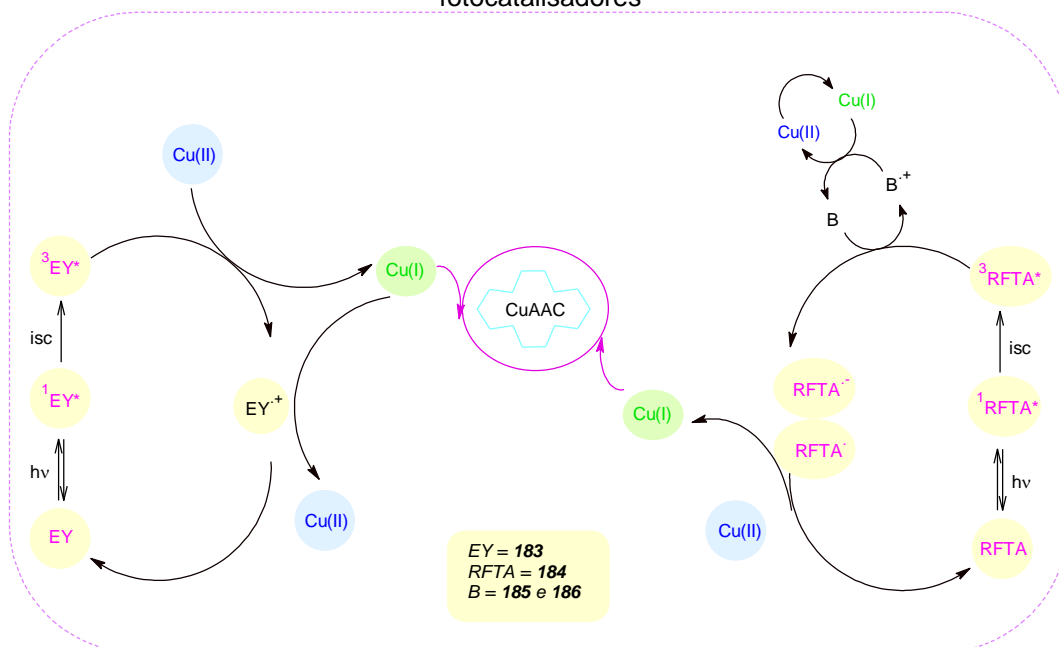 fotocatalisadores
Cu(I)
Cu(II)
Cu(II)
B·+
B
³EY*
Cu(I)
³RFTA*
CuAAC
isc
isc
RFTA·-
¹EY*
EY·+
¹RFTA*
Cu(I)
RFTA·
hν
hν
Cu(II)
Cu(II)
EY
RFTA
EY = 183
RFTA = 184
B = 185 e 186